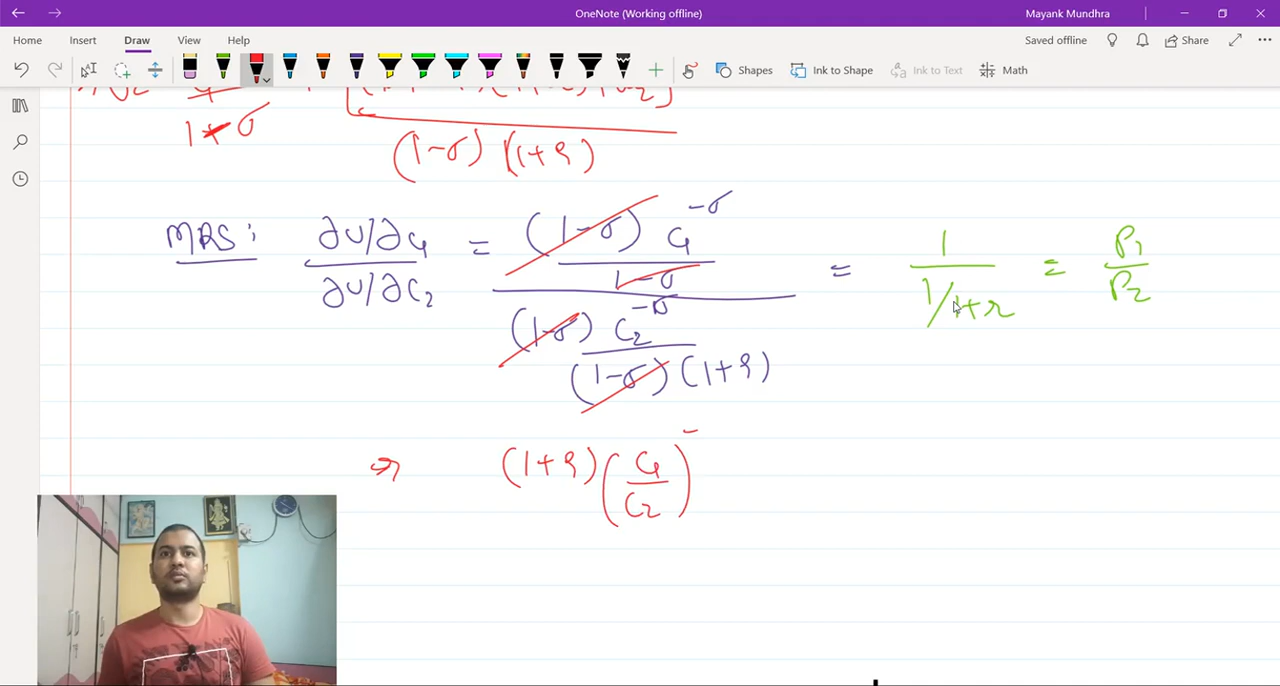 OneNote (Working offline)
Mayank Mundhra
Home Insert Draw View Help
Saved offline Share
Shapes Ink to Shape Ink to Text Math
1-σ
(1-σ) (1+ρ)
MRS: ∂U/∂C₁ / ∂U/∂C₂ = (1-σ) C₁^-σ / 1-σ / (1-σ) C₂^-σ / (1-σ) (1+ρ) = 1 / 1/1+r = P₁ / P₂
⇒ (1+ρ) (C₁ / C₂)^-